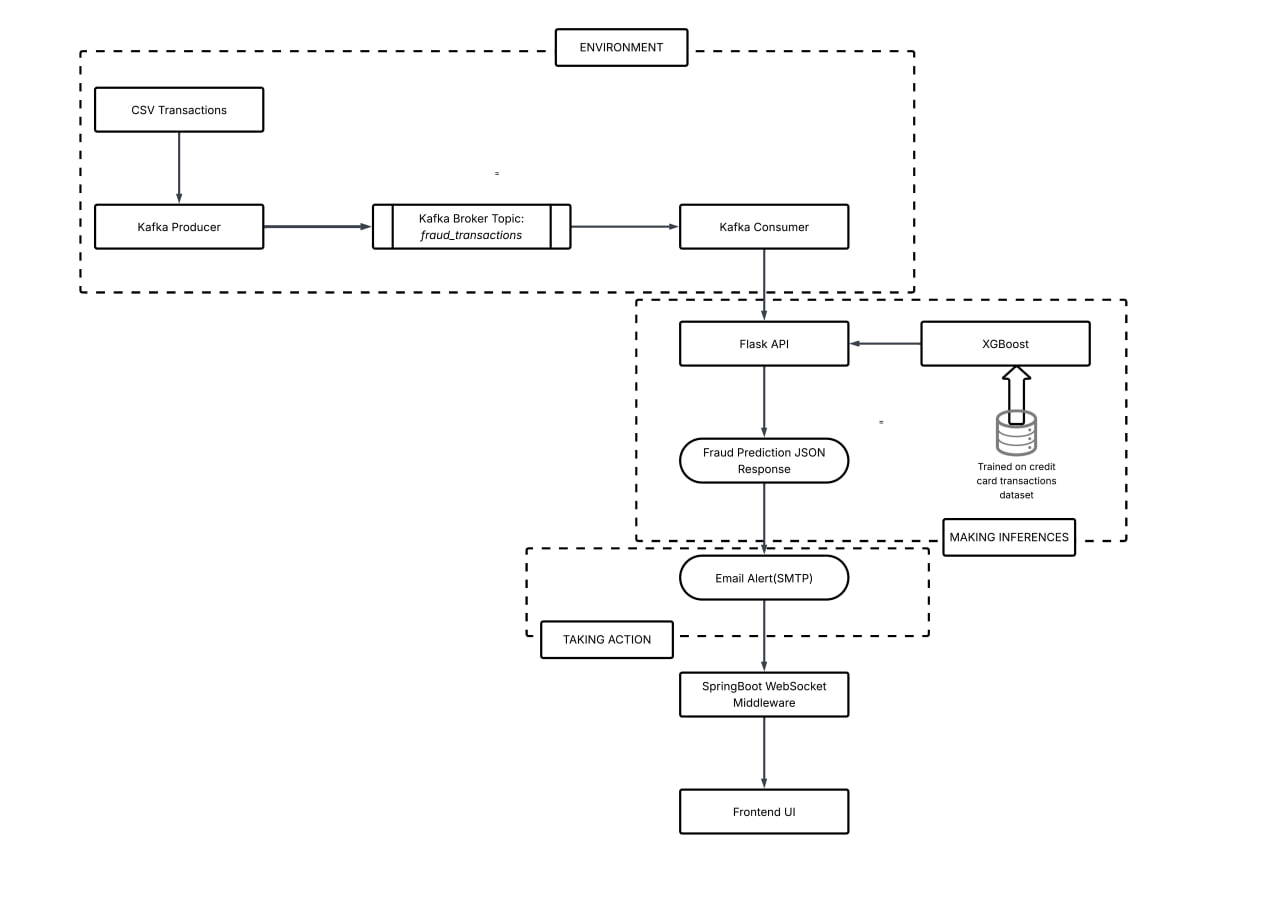 ENVIRONMENT
CSV Transactions
=
Kafka Producer
Kafka Broker Topic:
fraud_transactions
Kafka Consumer
Flask API
XGBoost
=
Fraud Prediction JSON
Response
Trained on credit
card transactions
dataset
MAKING INFERENCES
Email Alert(SMTP)
TAKING ACTION
SpringBoot WebSocket
Middleware
Frontend UI